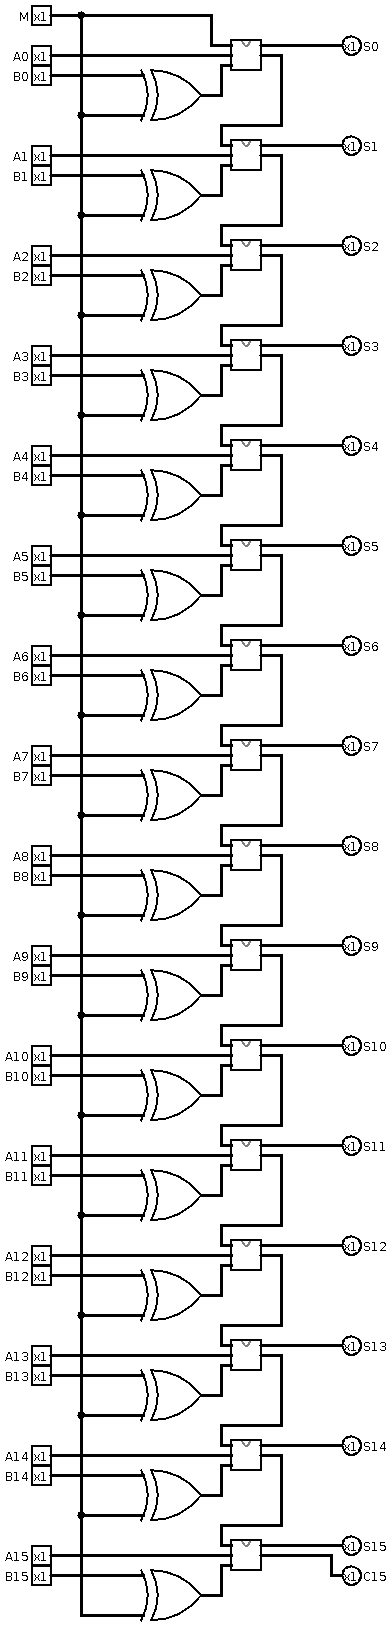 M x1
x1 S0
A0 x1
B0 x1
x1 S1
A1 x1
B1 x1
x1 S2
A2 x1
B2 x1
x1 S3
A3 x1
B3 x1
x1 S4
A4 x1
B4 x1
x1 S5
A5 x1
B5 x1
x1 S6
A6 x1
B6 x1
x1 S7
A7 x1
B7 x1
x1 S8
A8 x1
B8 x1
x1 S9
A9 x1
B9 x1
x1 S10
A10 x1
B10 x1
x1 S11
A11 x1
B11 x1
x1 S12
A12 x1
B12 x1
x1 S13
A13 x1
B13 x1
x1 S14
A14 x1
B14 x1
x1 S15
A15 x1
B15 x1 x1 C15